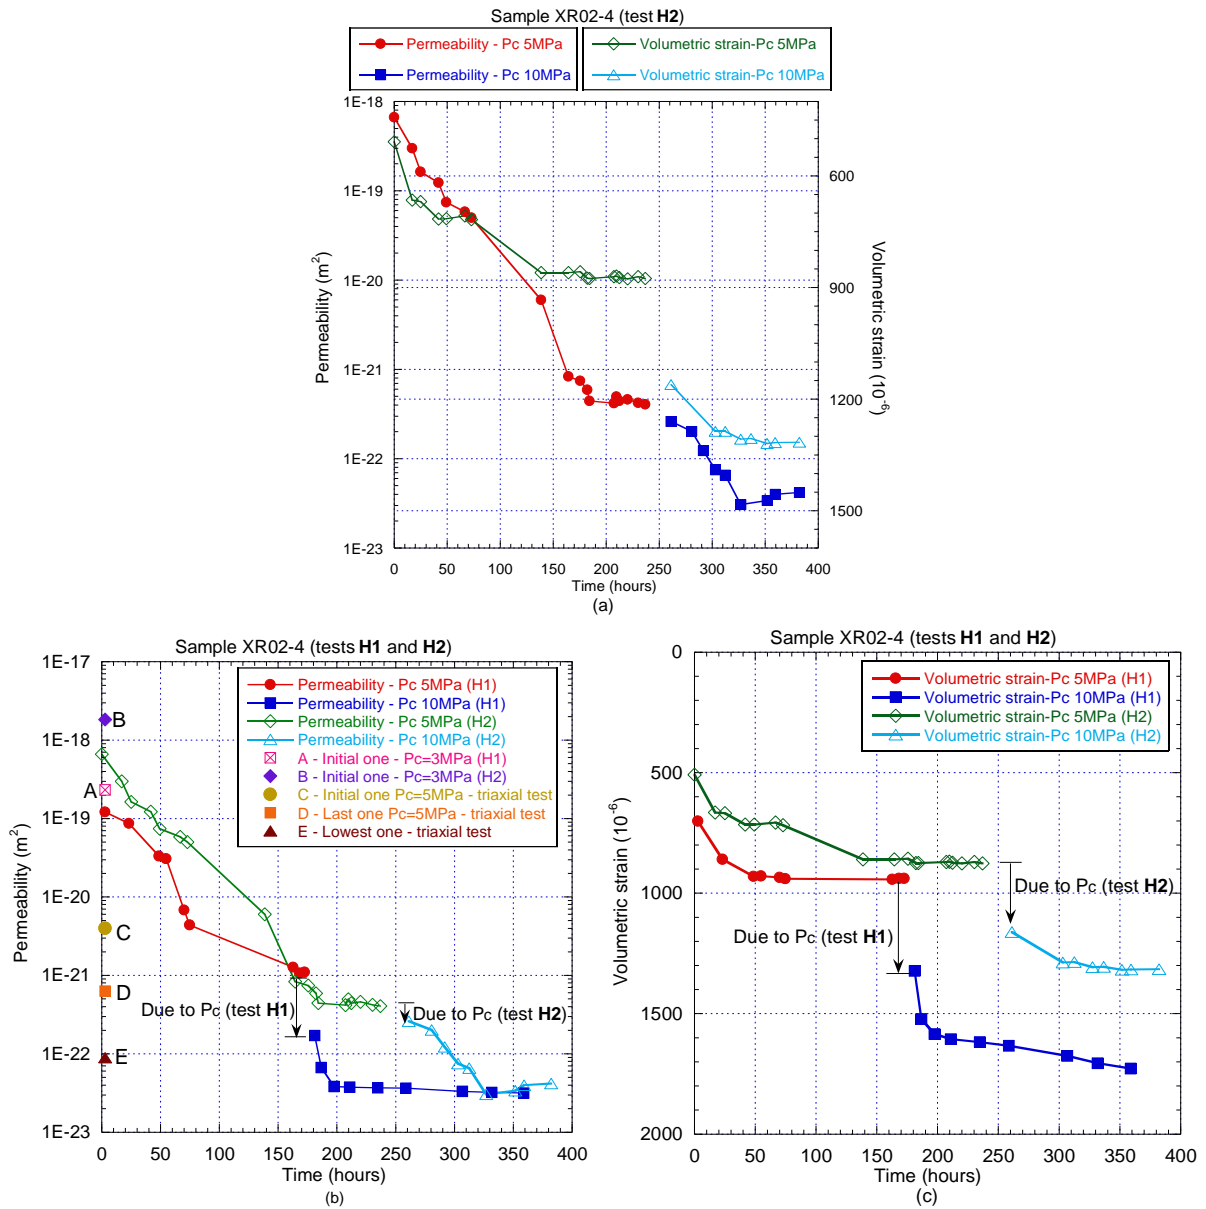 Sample XR02-4 (test H2)
Permeability - Pc 5MPa
Volumetric strain-Pc 5MPa
Permeability - Pc 10MPa
Volumetric strain-Pc 10MPa
1E-18
1E-19
1E-20
1E-21
1E-22
1E-23
Permeability (m²)
600
900
1200
1500
Volumetric strain (10⁻⁶)
0 50 100 150 200 250 300 350 400
Time (hours)
(a)
Sample XR02-4 (tests H1 and H2)
1E-17
1E-18
1E-19
1E-20
1E-21
1E-22
1E-23
Permeability (m²)
Permeability - Pc 5MPa (H1)
Permeability - Pc 10MPa (H1)
Permeability - Pc 5MPa (H2)
Permeability - Pc 10MPa (H2)
A - Initial one - Pc=3MPa (H1)
B - Initial one - Pc=3MPa (H2)
C - Initial one Pc=5MPa - triaxial test
D - Last one Pc=5MPa - triaxial test
E - Lowest one - triaxial test
B
A
C
D
E
Due to Pc (test H1)
Due to Pc (test H2)
0 50 100 150 200 250 300 350 400
Time (hours)
(b)
Sample XR02-4 (tests H1 and H2)
0
500
1000
1500
2000
Volumetric strain (10⁻⁶)
Volumetric strain-Pc 5MPa (H1)
Volumetric strain-Pc 10MPa (H1)
Volumetric strain-Pc 5MPa (H2)
Volumetric strain-Pc 10MPa (H2)
Due to Pc (test H2)
Due to Pc (test H1)
0 50 100 150 200 250 300 350 400
Time (hours)
(c)